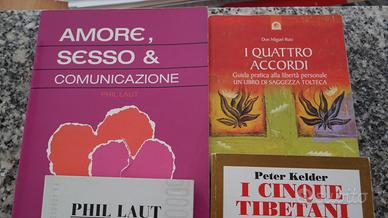 AMORE,
SESSO &
COMUNICAZIONE
PHIL LAUT
PHIL LAUT
Don Miguel Ruiz
I QUATTRO
ACCORDI
Guida pratica alla libertà personale
UN LIBRO DI SAGGEZZA TOLTECA
Peter Kelder
I CINQUE
TIBETANI